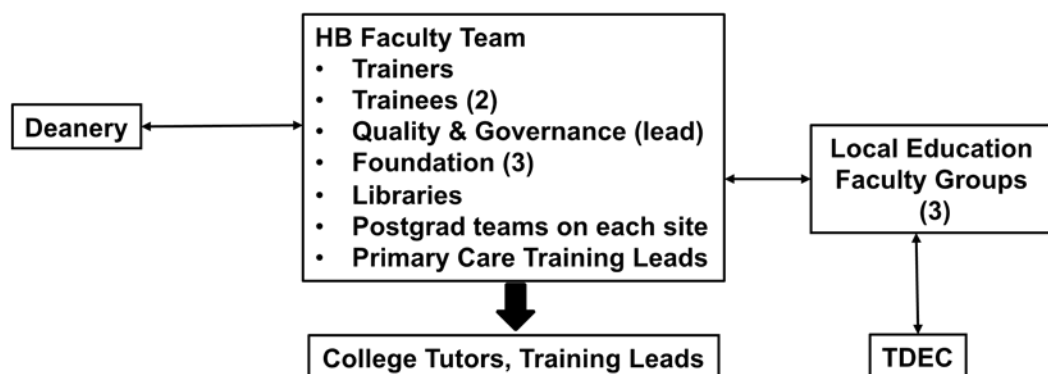 HB Faculty Team
• Trainers
• Trainees (2)
• Quality & Governance (lead)
• Foundation (3)
• Libraries
• Postgrad teams on each site
• Primary Care Training Leads
Deanery
Local Education
Faculty Groups
(3)
College Tutors, Training Leads
TDEC